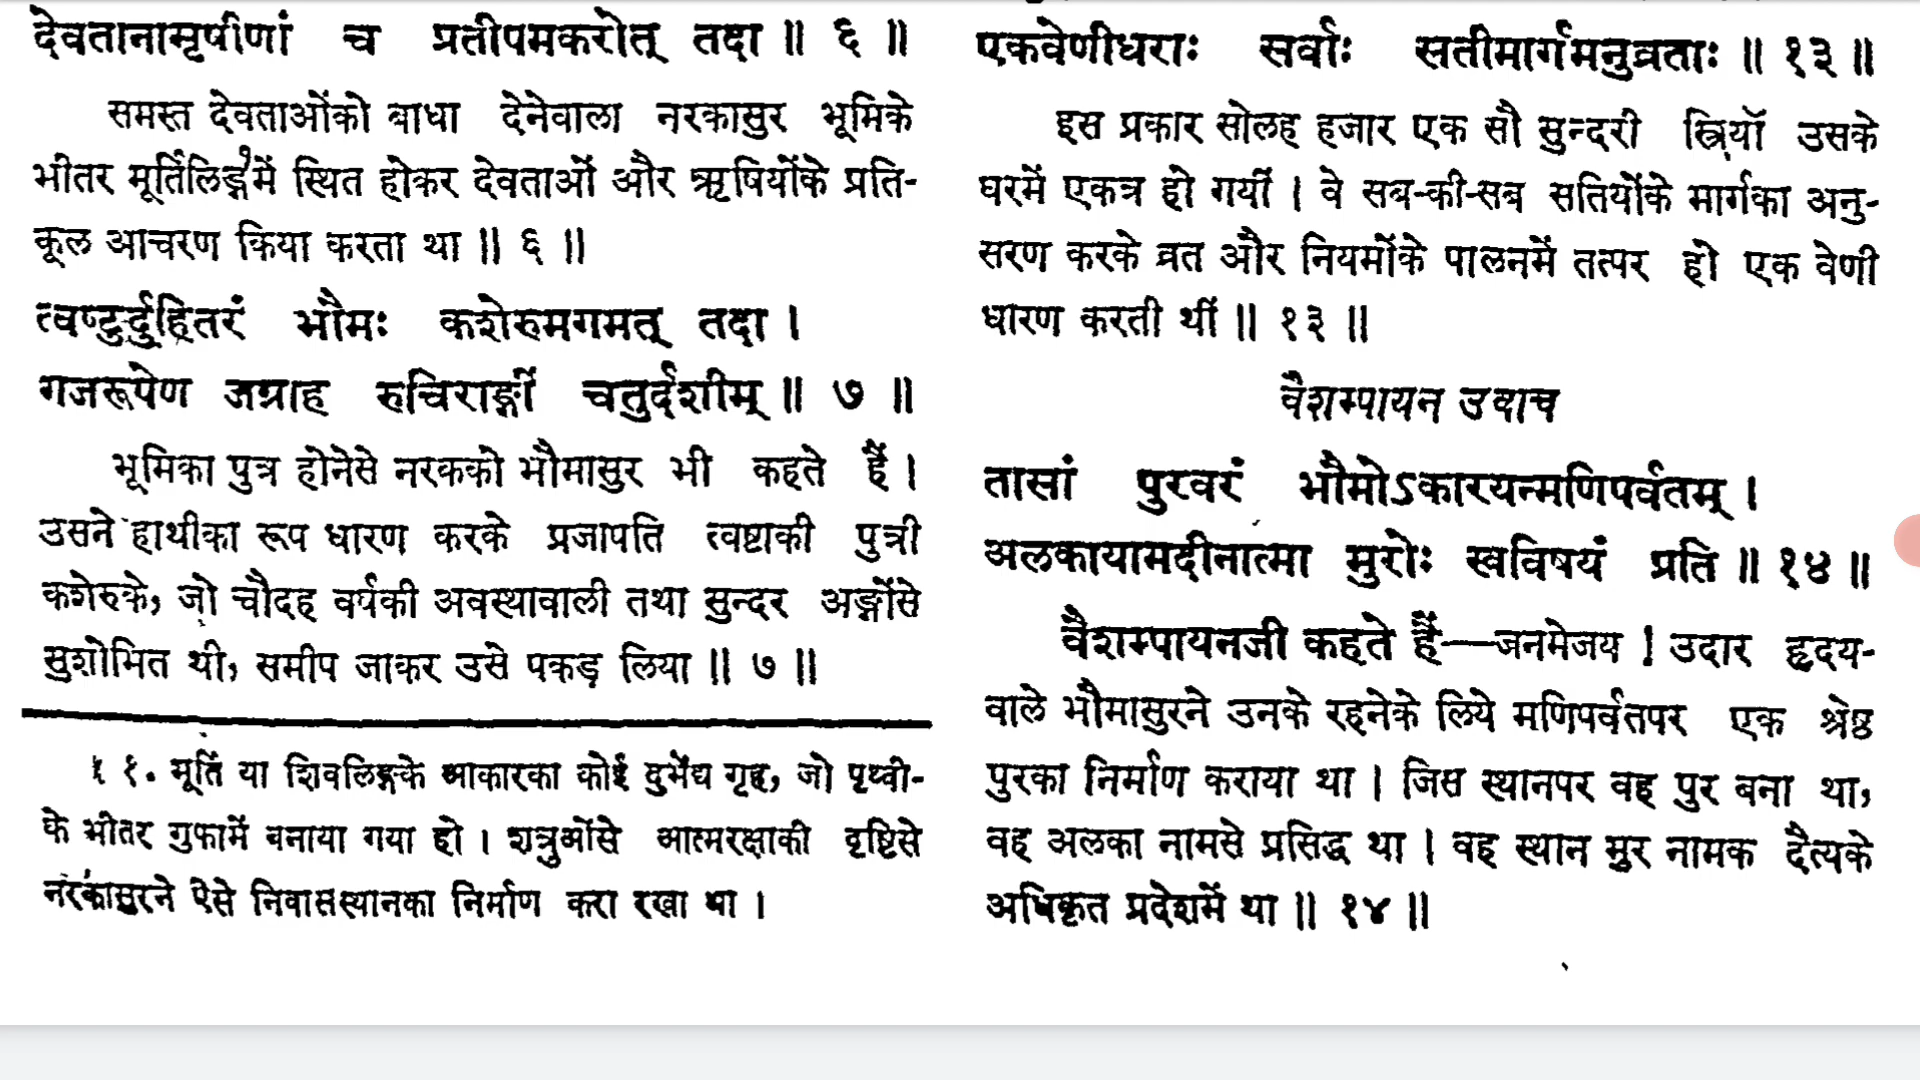 देवतानामृषीणां च प्रतीपमकरोत् तदा ॥ ६ ॥
समस्त देवताओंको बाधा देनेवाला नरकासुर भूमिके
भीतर मूर्तिलिङ्गमें स्थित होकर देवताओं और ऋषियोंके प्रति-
कूल आचरण किया करता था ॥ ६ ॥
त्वष्टुर्दुहितरं भौमः कशेरुमगमत् तदा ।
गजरूपेण जग्राह रुचिराङ्गीं चतुर्दशीम् ॥ ७ ॥
भूमिका पुत्र होनेसे नरकको भौमासुर भी कहते हैं ।
उसने हाथीका रूप धारण करके प्रजापति त्वष्टाकी पुत्री
कशेरुके, जो चौदह वर्षकी अवस्थावाली तथा सुन्दर अङ्गोंसे
सुशोभित थी, समीप जाकर उसे पकड़ लिया ॥ ७ ॥
१. मूर्ति या शिवलिङ्गके आकारका कोई दुर्भेद्य गृह, जो पृथ्वी-
के भीतर गुफामें बनाया गया हो । शत्रुओंसे आत्मरक्षाकी दृष्टिसे
नरकासुरने ऐसे निवासस्थानका निर्माण करा रखा था ।
एकवेणीधराः सर्वाः सतीमार्गमनुव्रताः ॥ १३ ॥
इस प्रकार सोलह हजार एक सौ सुन्दरी स्त्रियाँ उसके
घरमें एकत्र हो गयीं । वे सब-की-सब सतियोंके मार्गका अनु-
सरण करके व्रत और नियमोंके पालनमें तत्पर हो एक वेणी
धारण करती थीं ॥ १३ ॥
वैशम्पायन उवाच
तासां पुरवरं भौमोऽकारयन्मणिपर्वतम् ।
अलकायामदीनात्मा मुरोः स्वविषयं प्रति ॥ १४ ॥
वैशम्पायनजी कहते हैं—जनमेजय ! उदार हृदय-
वाले भौमासुरने उनके रहनेके लिये मणिपर्वतपर एक श्रेष्ठ
पुरका निर्माण कराया था । जिस स्थानपर वह पुर बना था,
वह अलका नामसे प्रसिद्ध था । वह स्थान मुर नामक दैत्यके
अधिकृत प्रदेशमें था ॥ १४ ॥